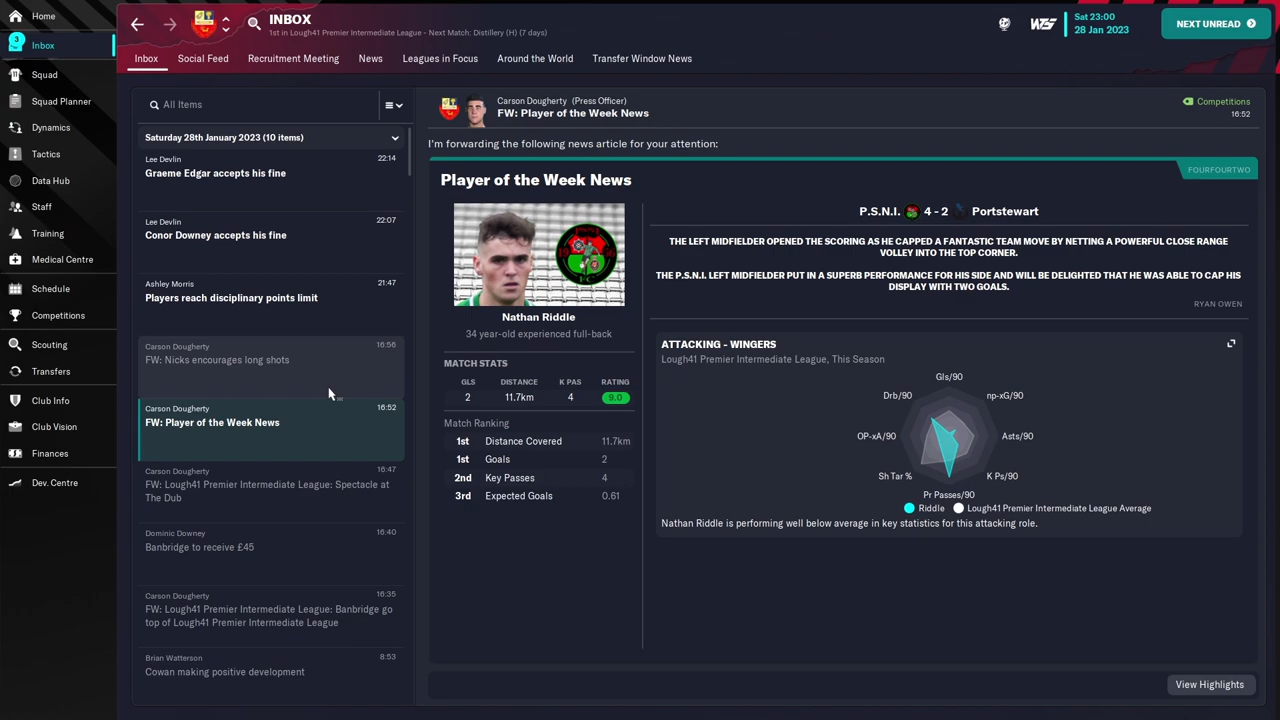 Home
3
Inbox
Squad
Squad Planner
Dynamics
Tactics
Data Hub
Staff
Training
Medical Centre
Schedule
Competitions
Scouting
Transfers
Club Info
Club Vision
Finances
Dev. Centre
INBOX
1st in Lough41 Premier Intermediate League - Next Match: Distillery (H) (7 days)
Sat 23:00
28 Jan 2023
NEXT UNREAD
Inbox
Social Feed
Recruitment Meeting
News
Leagues in Focus
Around the World
Transfer Window News
All Items
Saturday 28th January 2023 (10 items)
Lee Devlin
22:14
Graeme Edgar accepts his fine
Lee Devlin
22:07
Conor Downey accepts his fine
Ashley Morris
21:47
Players reach disciplinary points limit
Carson Dougherty
16:56
FW: Nicks encourages long shots
Carson Dougherty
16:52
FW: Player of the Week News
Carson Dougherty
16:47
FW: Lough41 Premier Intermediate League: Spectacle at
The Dub
Dominic Downey
16:40
Banbridge to receive £45
Carson Dougherty
16:35
FW: Lough41 Premier Intermediate League: Banbridge go
top of Lough41 Premier Intermediate League
Brian Watterson
8:53
Cowan making positive development
Carson Dougherty (Press Officer)
FW: Player of the Week News
Competitions
16:52
I'm forwarding the following news article for your attention:
FOURFOURTWO
Player of the Week News
Nathan Riddle
34 year-old experienced full-back
MATCH STATS
GLS DISTANCE K PAS RATING
2 11.7km 4 9.0
Match Ranking
1st Distance Covered 11.7km
1st Goals 2
2nd Key Passes 4
3rd Expected Goals 0.61
P.S.N.I. 4 - 2 Portstewart
THE LEFT MIDFIELDER OPENED THE SCORING AS HE CAPPED A FANTASTIC TEAM MOVE BY NETTING A POWERFUL CLOSE RANGE
VOLLEY INTO THE TOP CORNER.
THE P.S.N.I. LEFT MIDFIELDER PUT IN A SUPERB PERFORMANCE FOR HIS SIDE AND WILL BE DELIGHTED THAT HE WAS ABLE TO CAP HIS
DISPLAY WITH TWO GOALS.
RYAN OWEN
ATTACKING - WINGERS
Lough41 Premier Intermediate League, This Season
Gls/90
Drb/90
np-xG/90
OP-xA/90
Asts/90
Sh Tar %
K Ps/90
Pr Passes/90
Riddle
Lough41 Premier Intermediate League Average
Nathan Riddle is performing well below average in key statistics for this attacking role.
View Highlights